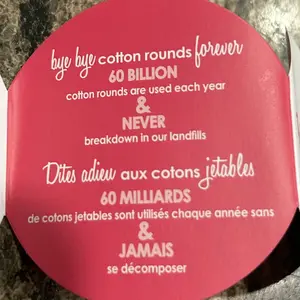 bye bye cotton rounds forever
60 BILLION
cotton rounds are used each year
&
NEVER
breakdown in our landfills
Dites adieu aux cotons jetables
60 MILLIARDS
de cotons jetables sont utilisés chaque année sans
&
JAMAIS
se décomposer